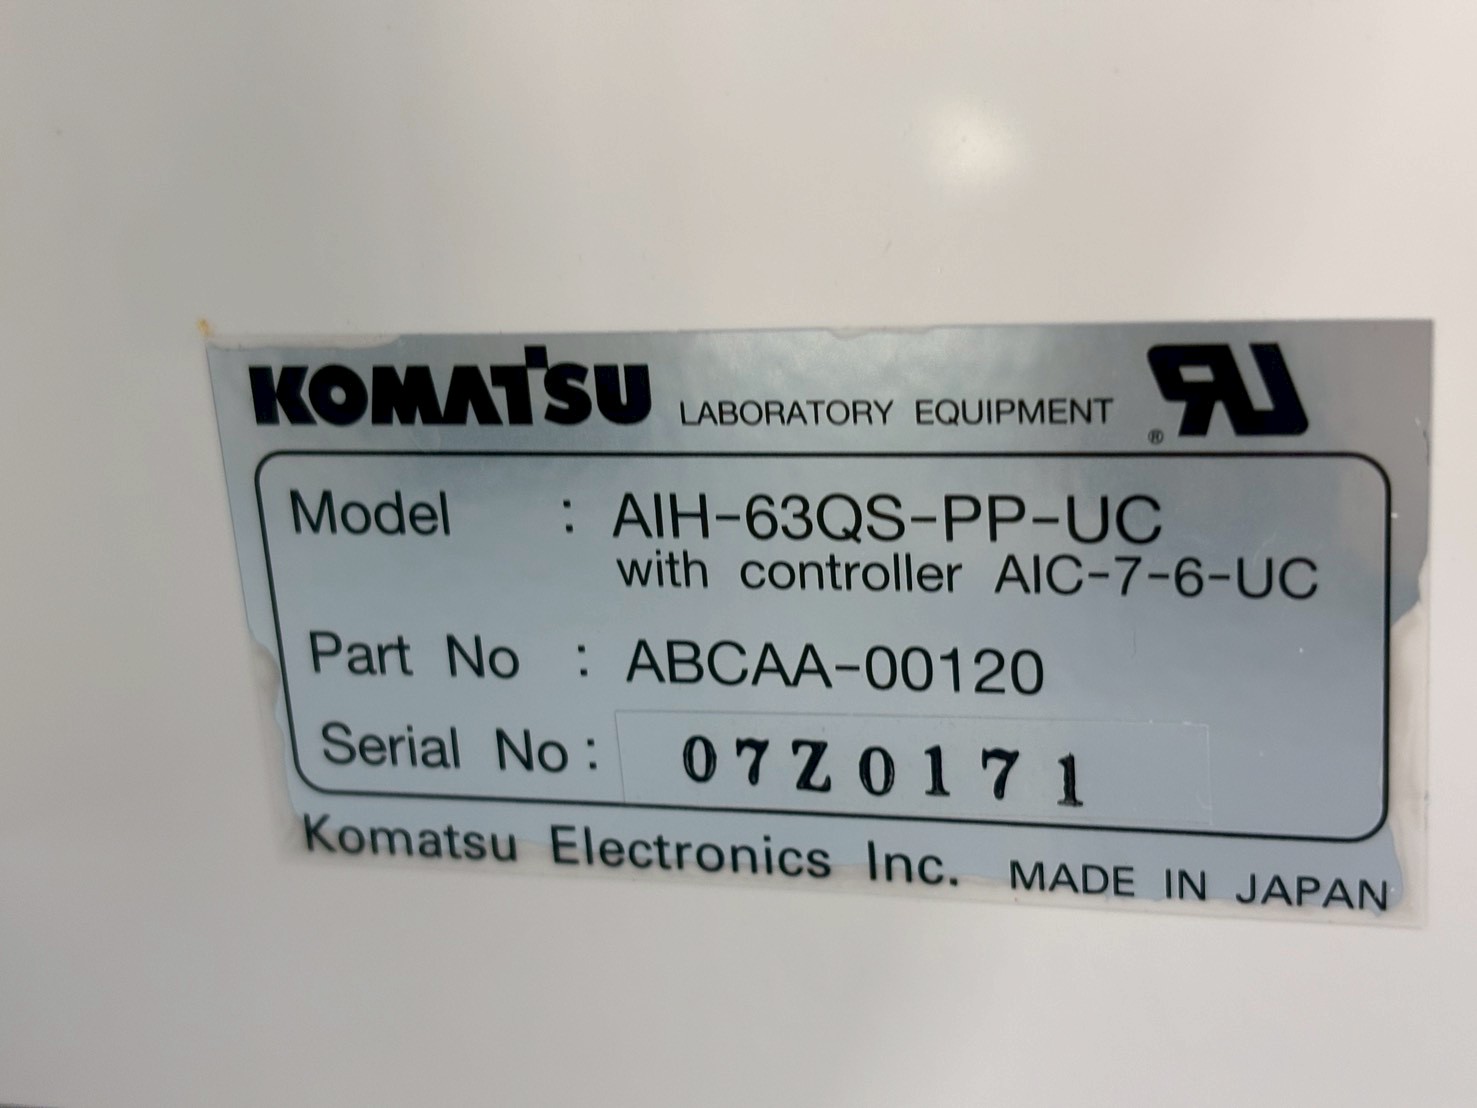 KOMATSU LABORATORY EQUIPMENT ®
Model : AIH-63QS-PP-UC
with controller AIC-7-6-UC
Part No : ABCAA-00120
Serial No : 07Z0171
Komatsu Electronics Inc. MADE IN JAPAN